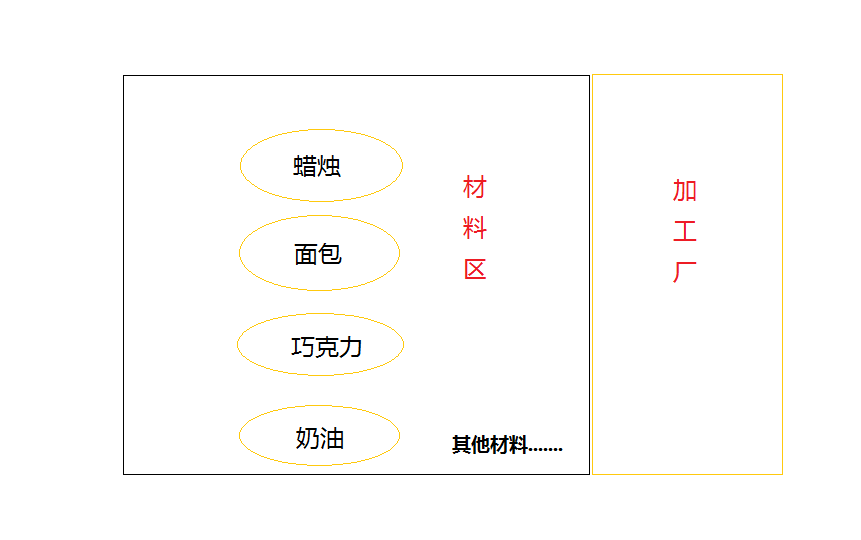 蜡烛
面包
巧克力
奶油
材
料
区
其他材料.......
加
工
厂